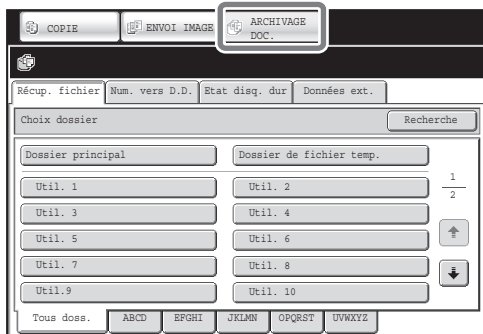 COPIE
ENVOI IMAGE
ARCHIVAGE
DOC.
Récup. fichier
Num. vers D.D.
Etat disq. dur
Données ext.
Choix dossier
Recherche
Dossier principal
Dossier de fichier temp.
Util. 1
Util. 2
1
2
Util. 3
Util. 4
Util. 5
Util. 6
Util. 7
Util. 8
Util.9
Util. 10
Tous doss.
ABCD
EFGHI
JKLMN
OPQRST
UVWXYZ